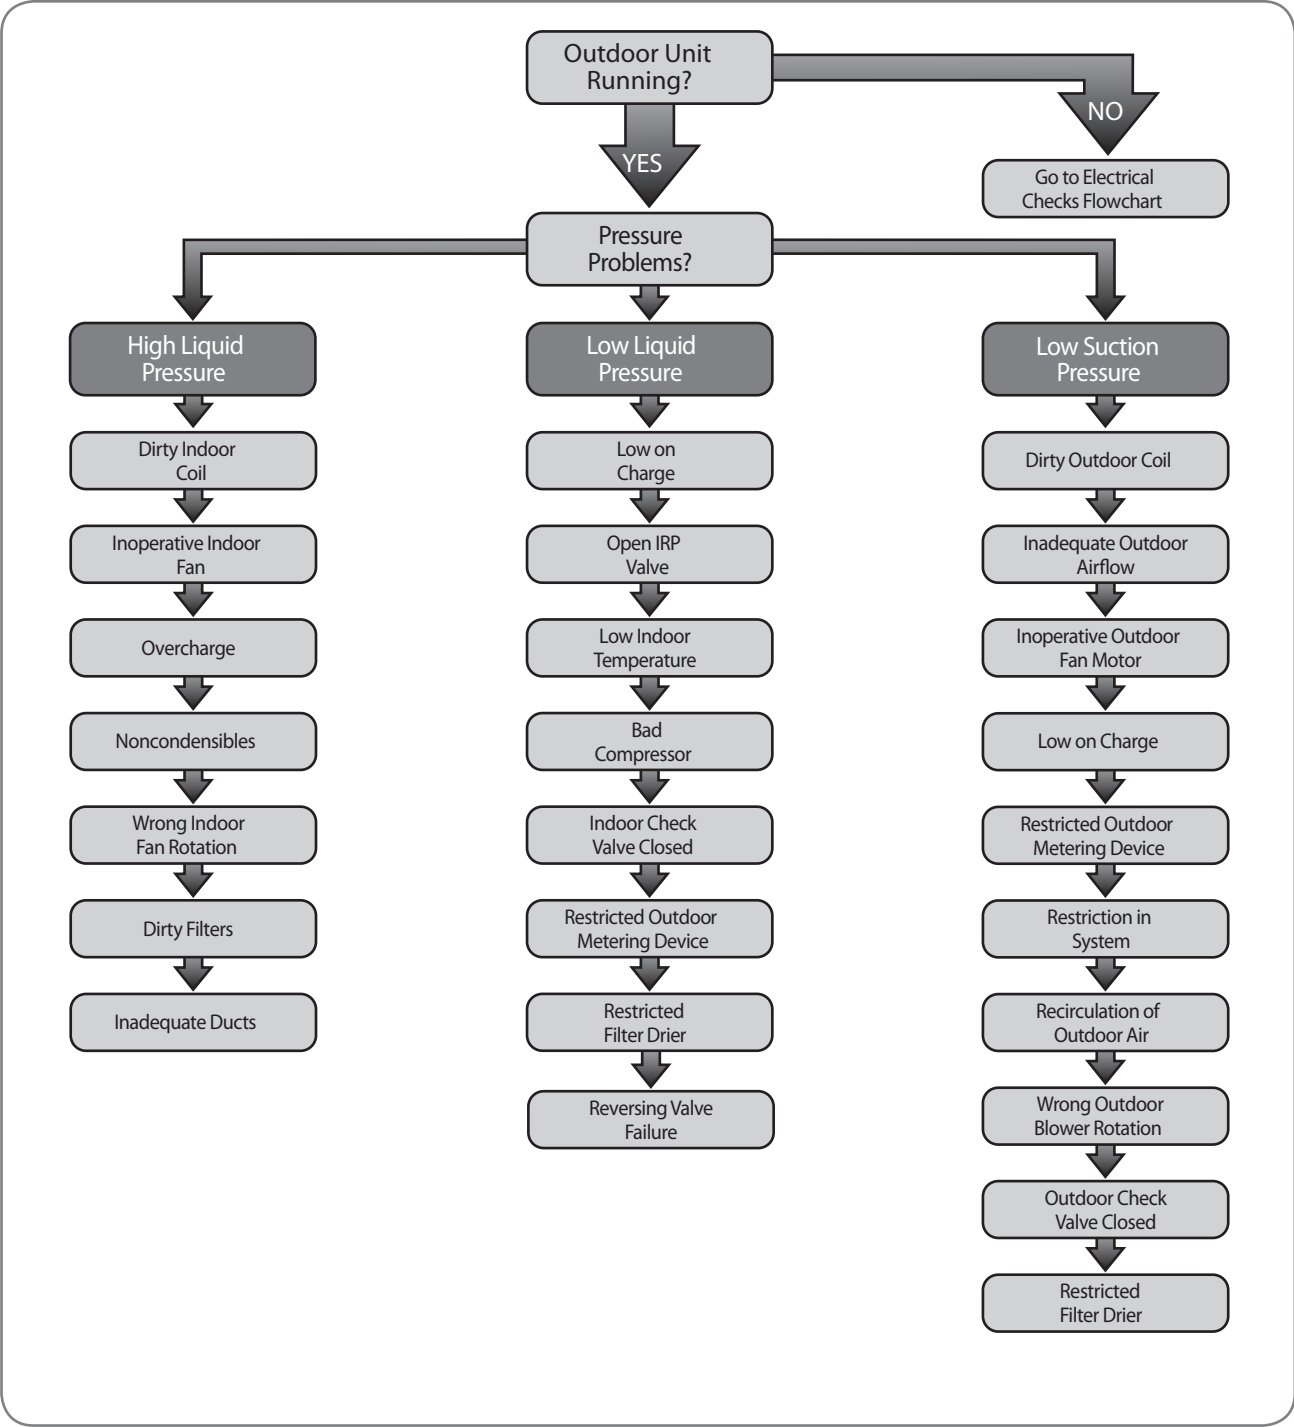 Outdoor Unit
Running?
NO
YES
Go to Electrical
Checks Flowchart
Pressure
Problems?
High Liquid
Pressure
Dirty Indoor
Coil
Inoperative Indoor
Fan
Overcharge
Noncondensibles
Wrong Indoor
Fan Rotation
Dirty Filters
Inadequate Ducts
Low Liquid
Pressure
Low on
Charge
Open IRP
Valve
Low Indoor
Temperature
Bad
Compressor
Indoor Check
Valve Closed
Restricted Outdoor
Metering Device
Restricted
Filter Drier
Reversing Valve
Failure
Low Suction
Pressure
Dirty Outdoor Coil
Inadequate Outdoor
Airflow
Inoperative Outdoor
Fan Motor
Low on Charge
Restricted Outdoor
Metering Device
Restriction in
System
Recirculation of
Outdoor Air
Wrong Outdoor
Blower Rotation
Outdoor Check
Valve Closed
Restricted
Filter Drier